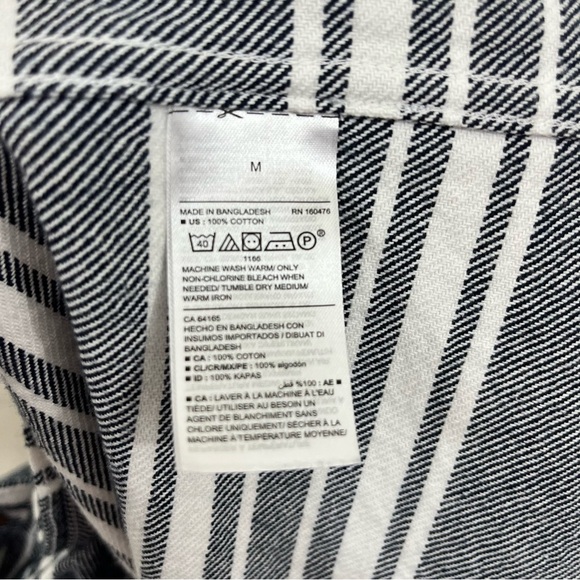 M
MADE IN BANGLADESH RN 160476
■ US : 100% COTTON
40 P
1166
MACHINE WASH WARM/ ONLY
NON-CHLORINE BLEACH WHEN
NEEDED/ TUMBLE DRY MEDIUM/
WARM IRON
CA 64165
HECHO EN BANGLADESH CON
INSUMOS IMPORTADOS / DIBUAT DI
BANGLADESH
■ CA : 100% COTON
■ CL/CR/MX/PE : 100% algodón
■ ID : 100% KAPAS
■ AE : 100% قطن
■ CA : LAVER À LA MACHINE À L'EAU
TIÈDE/ UTILISER AU BESOIN UN
AGENT DE BLANCHIMENT SANS
CHLORE UNIQUEMENT/ SÉCHER À LA
MACHINE À TEMPÉRATURE MOYENNE/